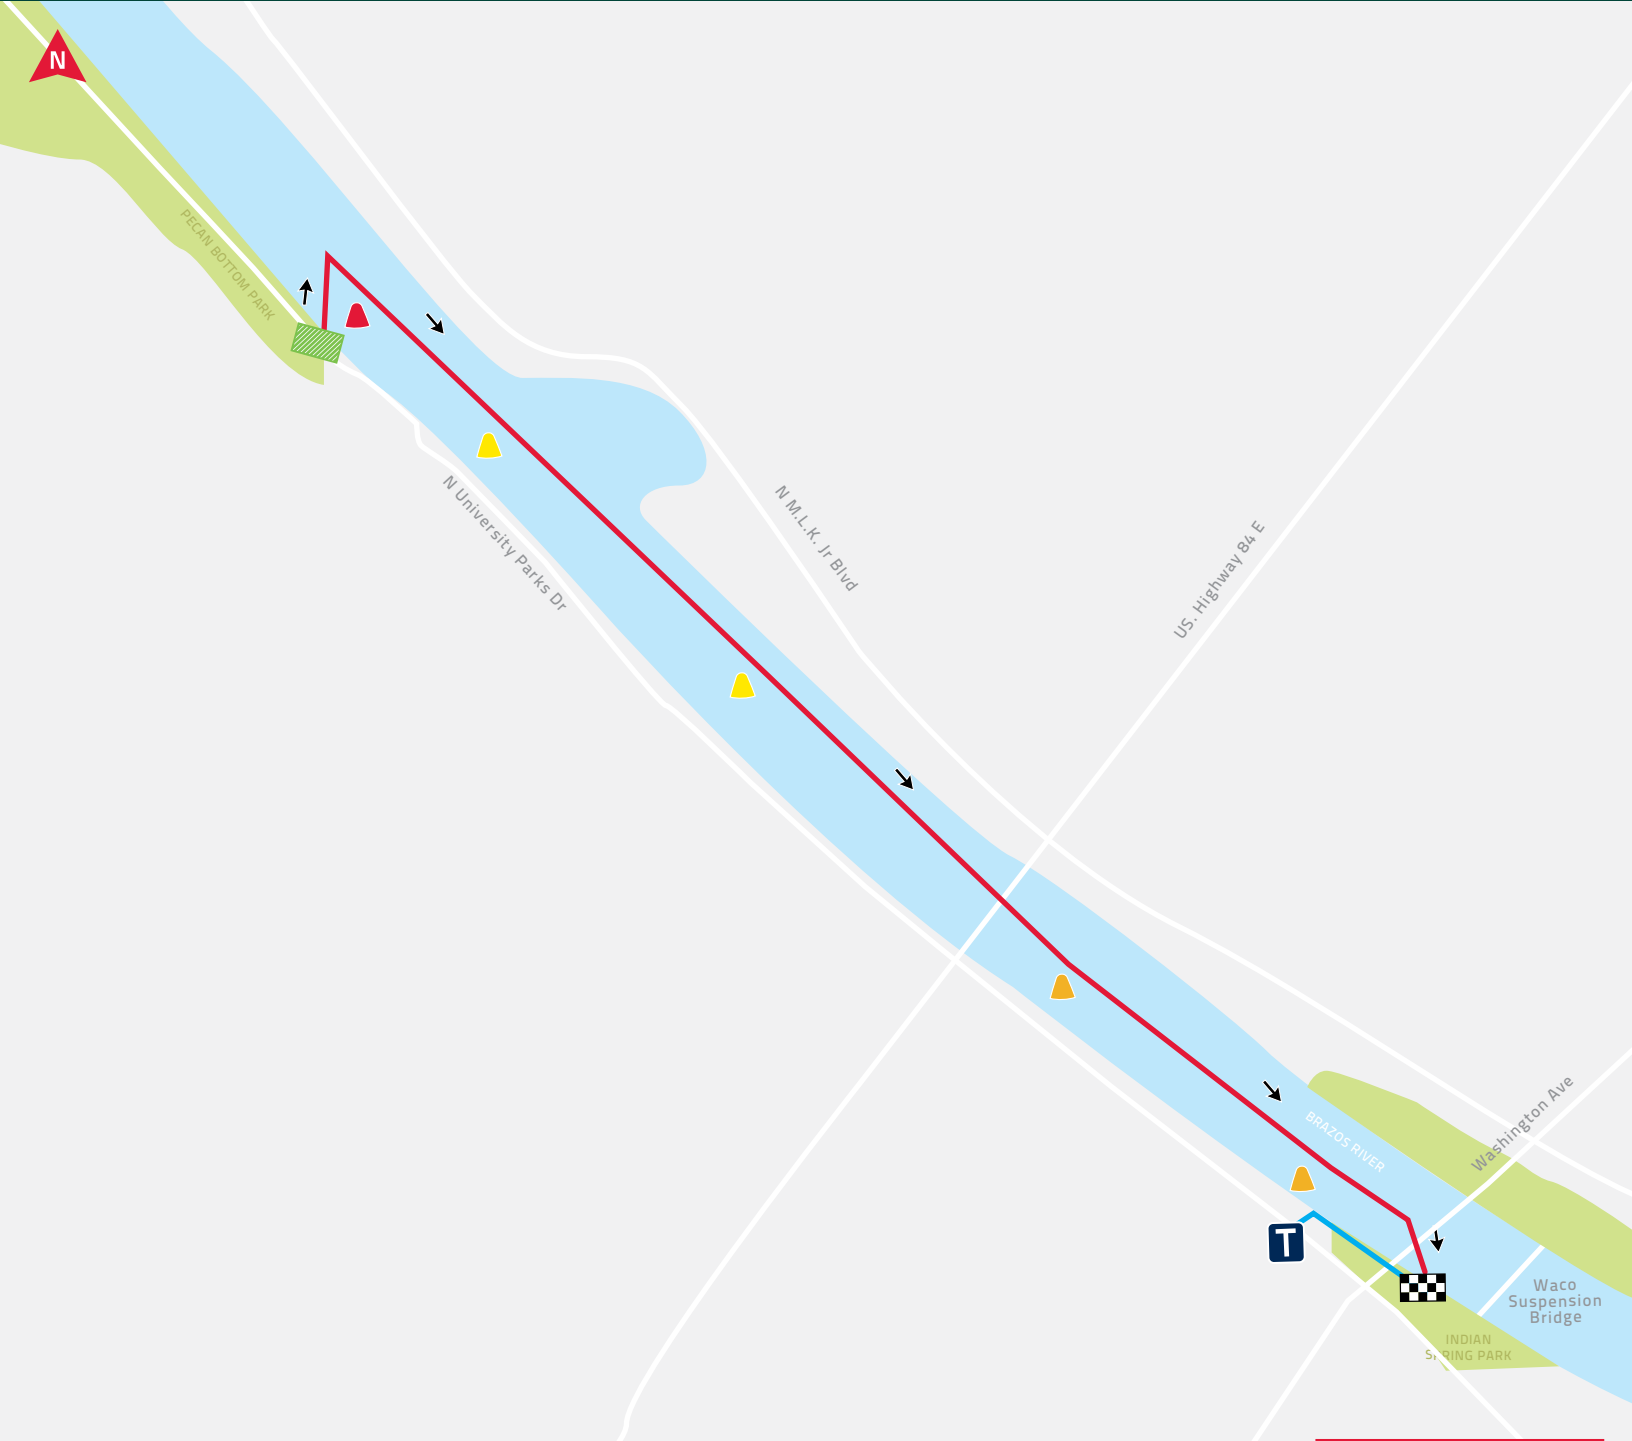 N
PECAN BOTTOM PARK
N University Parks Dr
N M.L.K. Jr Blvd
US. Highway 84 E
Washington Ave
BRAZOS RIVER
T
Waco
Suspension
Bridge
INDIAN
SPRING PARK